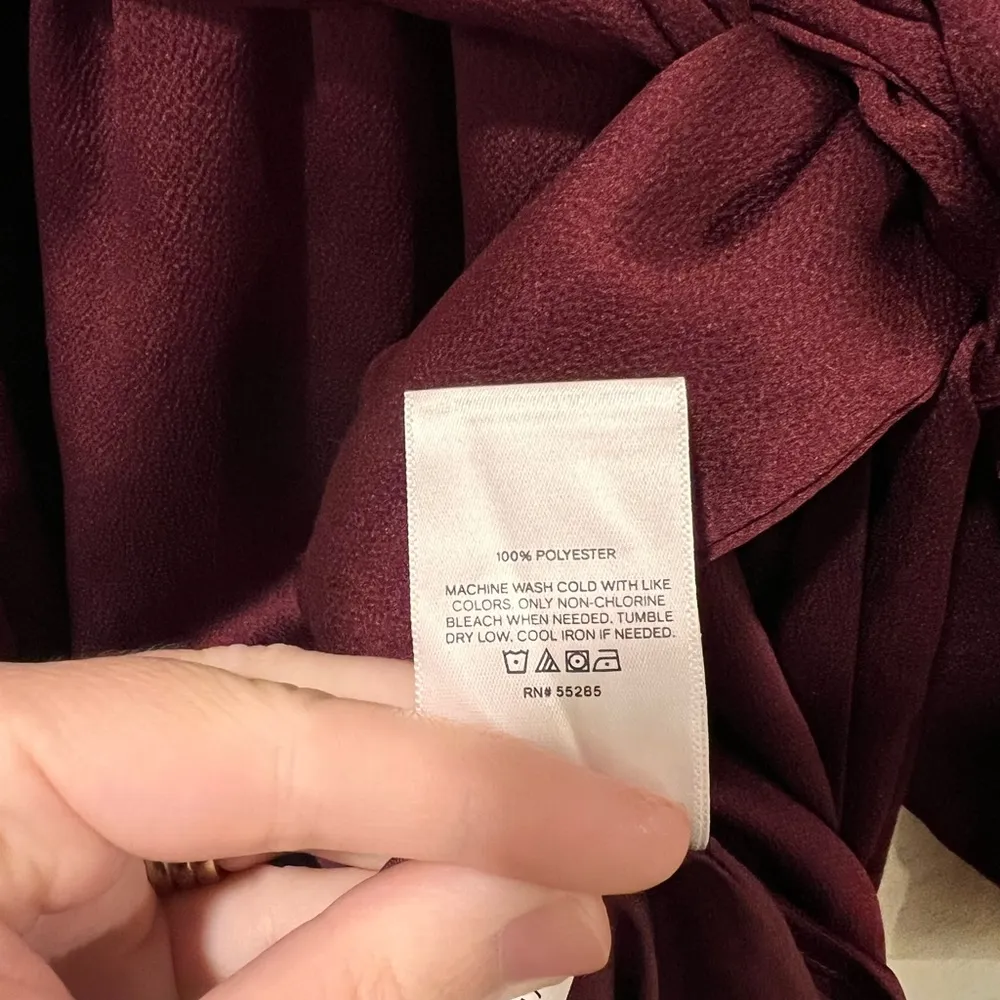 100% POLYESTER
MACHINE WASH COLD WITH LIKE
COLORS. ONLY NON-CHLORINE
BLEACH WHEN NEEDED. TUMBLE
DRY LOW. COOL IRON IF NEEDED.
RN# 55285